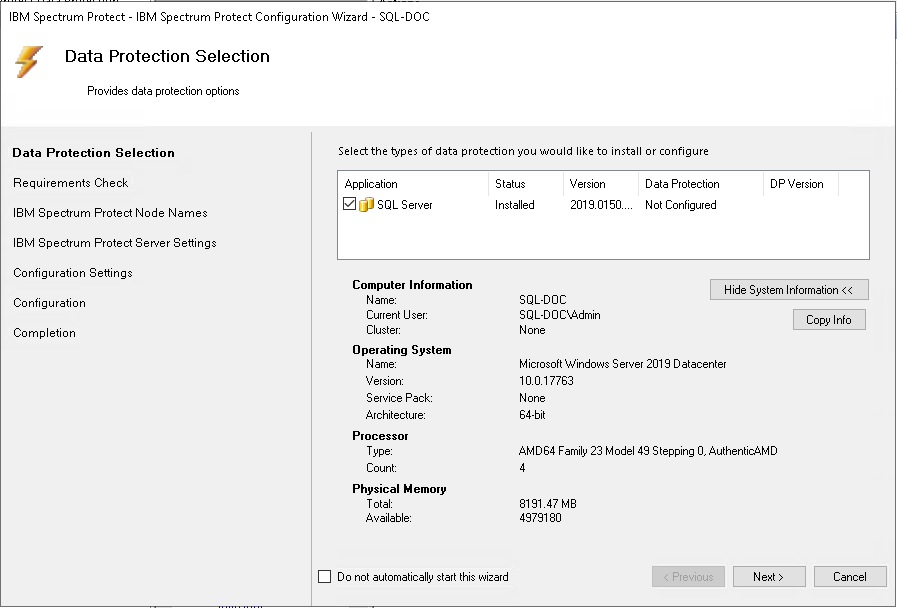 IBM Spectrum Protect - IBM Spectrum Protect Configuration Wizard - SQL-DOC
Data Protection Selection
Provides data protection options
Data Protection Selection
Requirements Check
IBM Spectrum Protect Node Names
IBM Spectrum Protect Server Settings
Configuration Settings
Configuration
Completion
Select the types of data protection you would like to install or configure
Application Status Version Data Protection DP Version
SQL Server Installed 2019.0150.... Not Configured
Hide System Information <<
Copy Info
Computer Information
Name: SQL-DOC
Current User: SQL-DOC\Admin
Cluster: None
Operating System
Name: Microsoft Windows Server 2019 Datacenter
Version: 10.0.17763
Service Pack: None
Architecture: 64-bit
Processor
Type: AMD64 Family 23 Model 49 Stepping 0, AuthenticAMD
Count: 4
Physical Memory
Total: 8191.47 MB
Available: 4979180
Do not automatically start this wizard
< Previous Next > Cancel